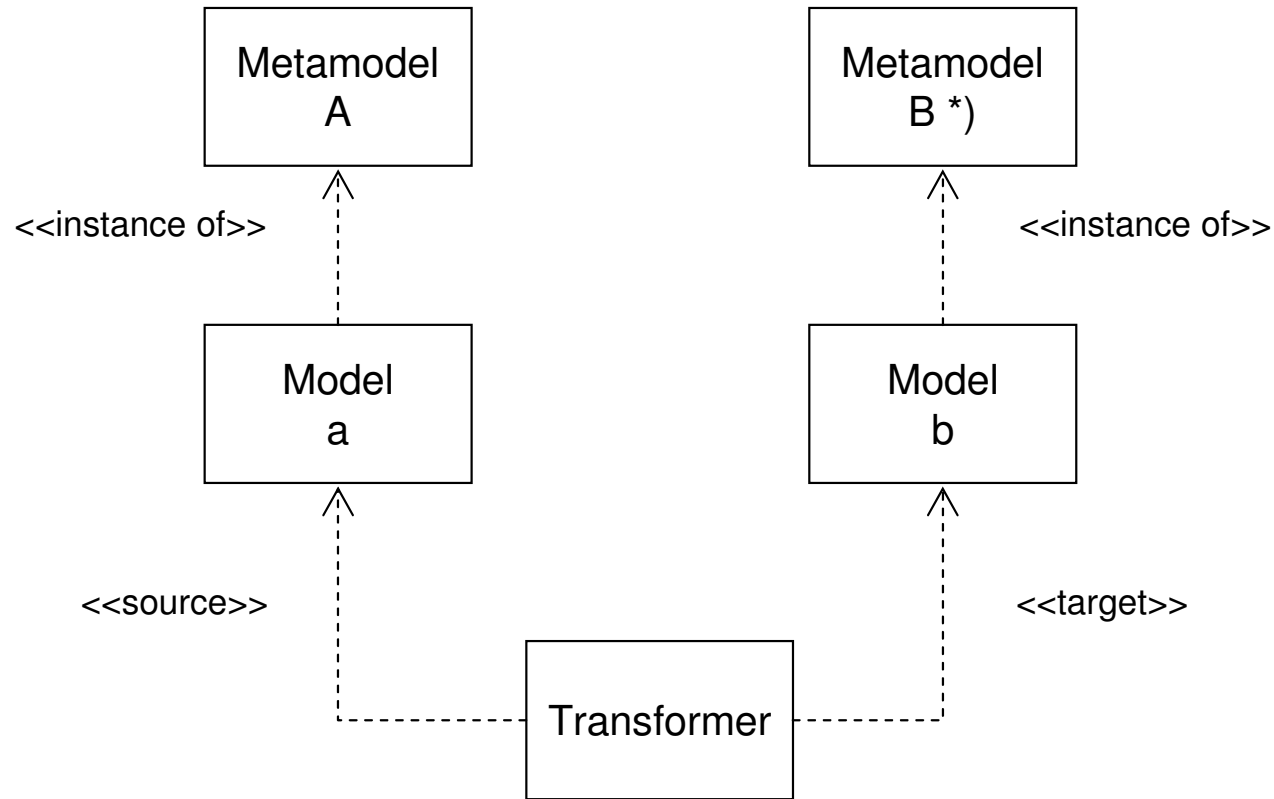 Metamodel
A
Metamodel
B *)
<<instance of>>
<<instance of>>
Model
a
Model
b
<<source>>
<<target>>
Transformer